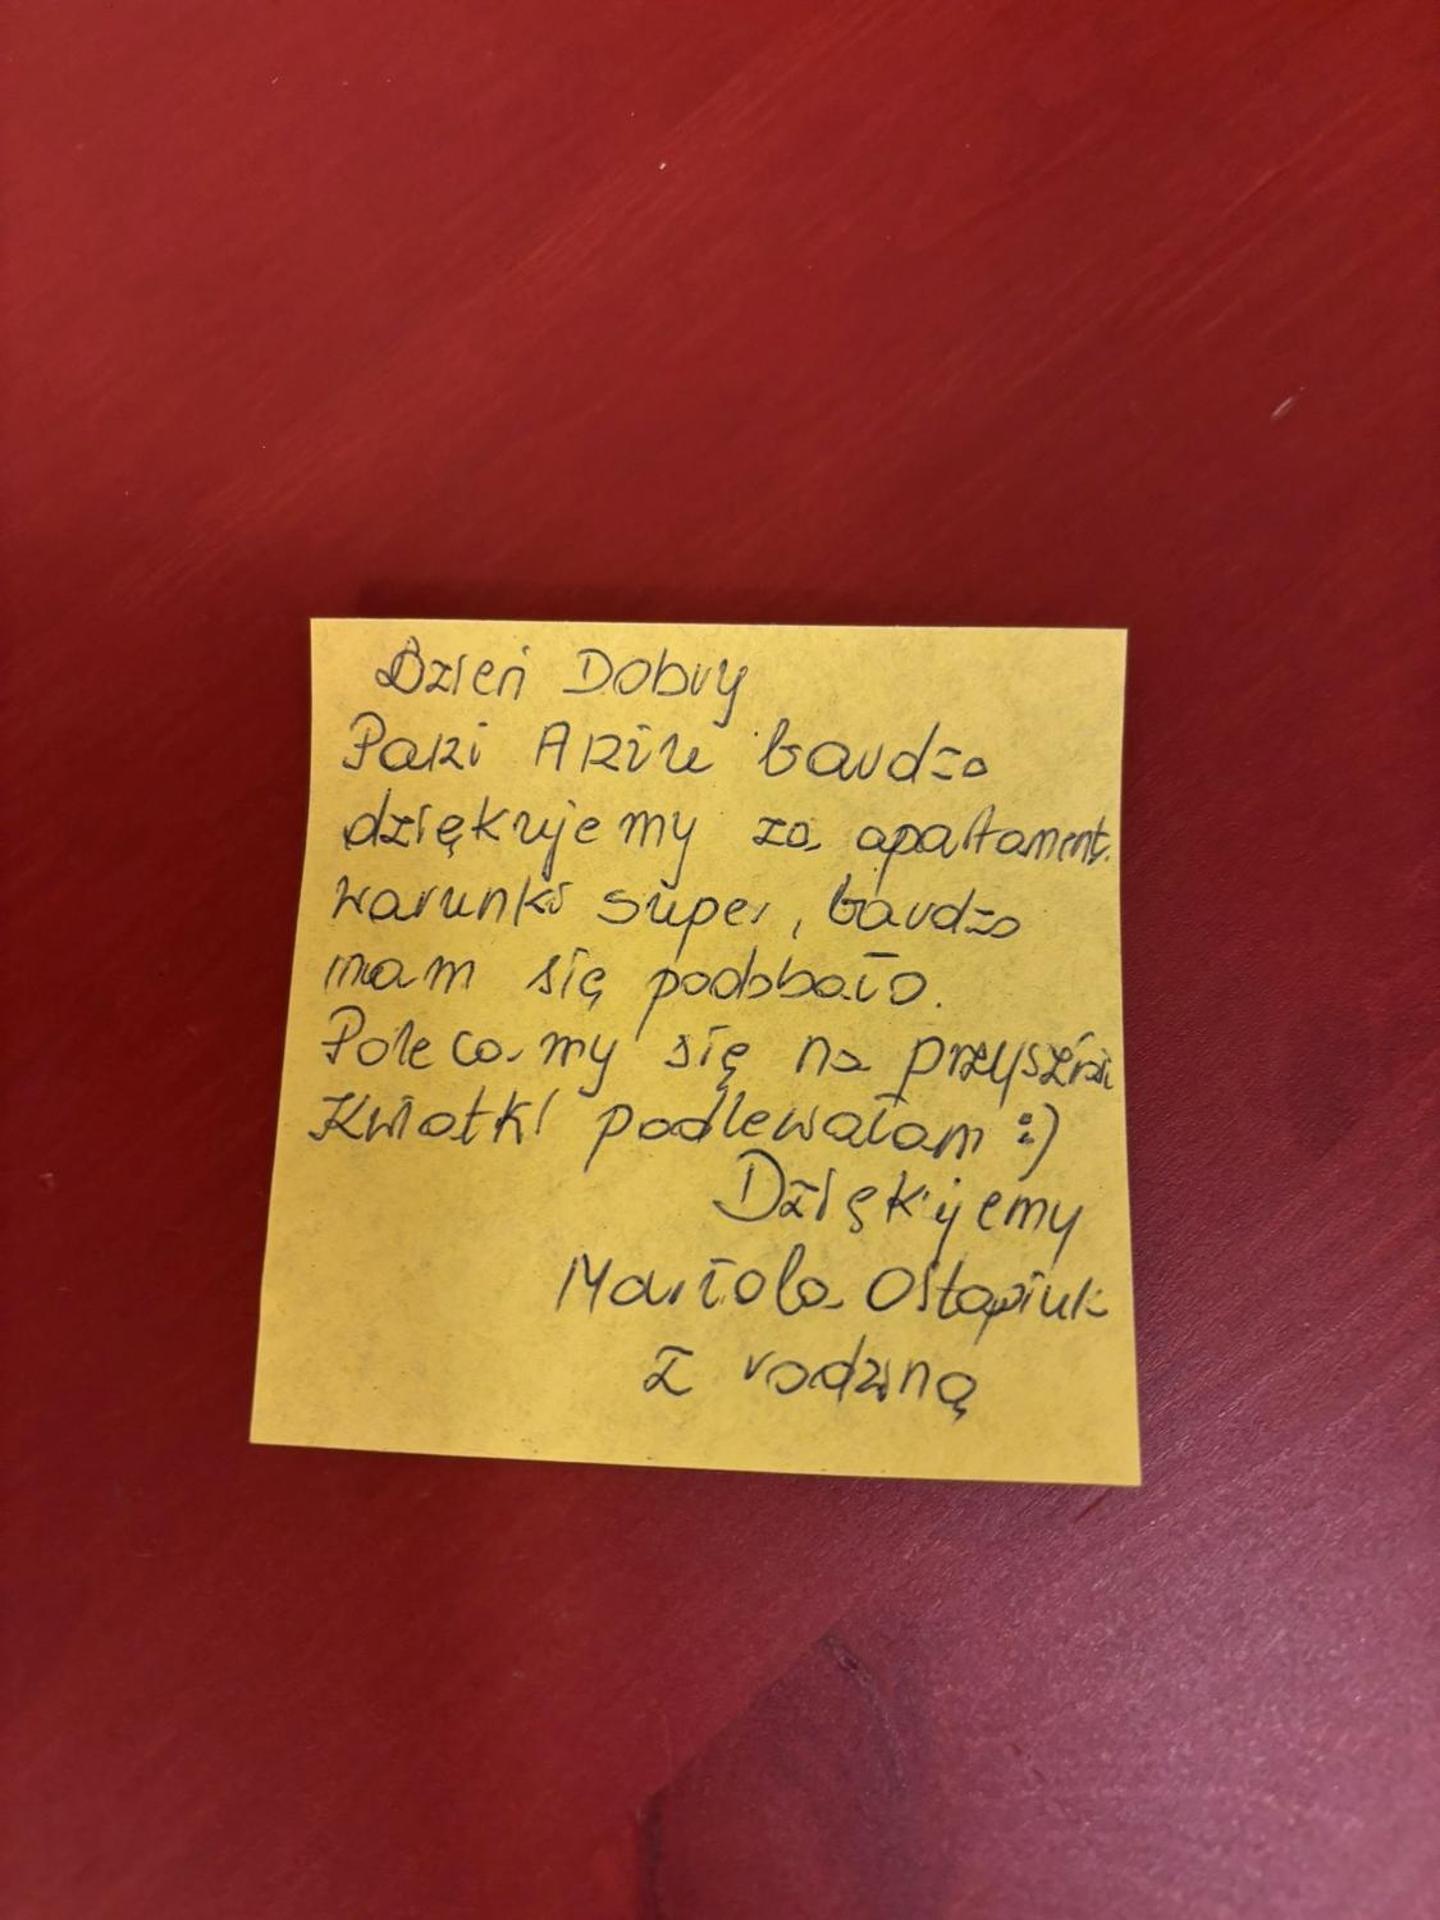 Dzień Dobry
Pani Aniu bardzo
dziękujemy za apartament.
Warunki super, bardzo
nam się podobało.
Polecamy się na przyszłość
Kwiatki podlewałam :)
Dziękujemy
Mariola Ostapiuk
z rodziną